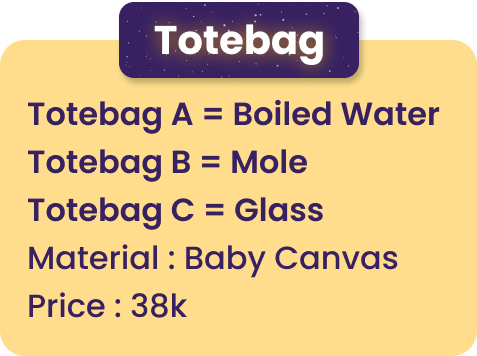 Totebag
Totebag A = Boiled Water
Totebag B = Mole
Totebag C = Glass
Material : Baby Canvas
Price : 38k